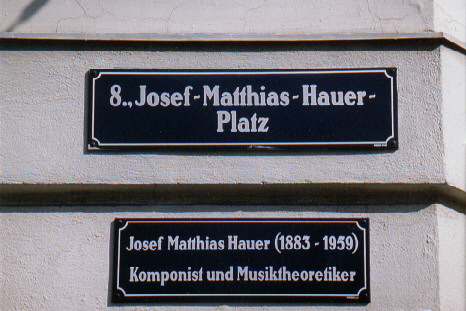 8., Josef-Matthias-Hauer-
Platz
Josef Matthias Hauer (1883 - 1959)
Komponist und Musiktheoretiker